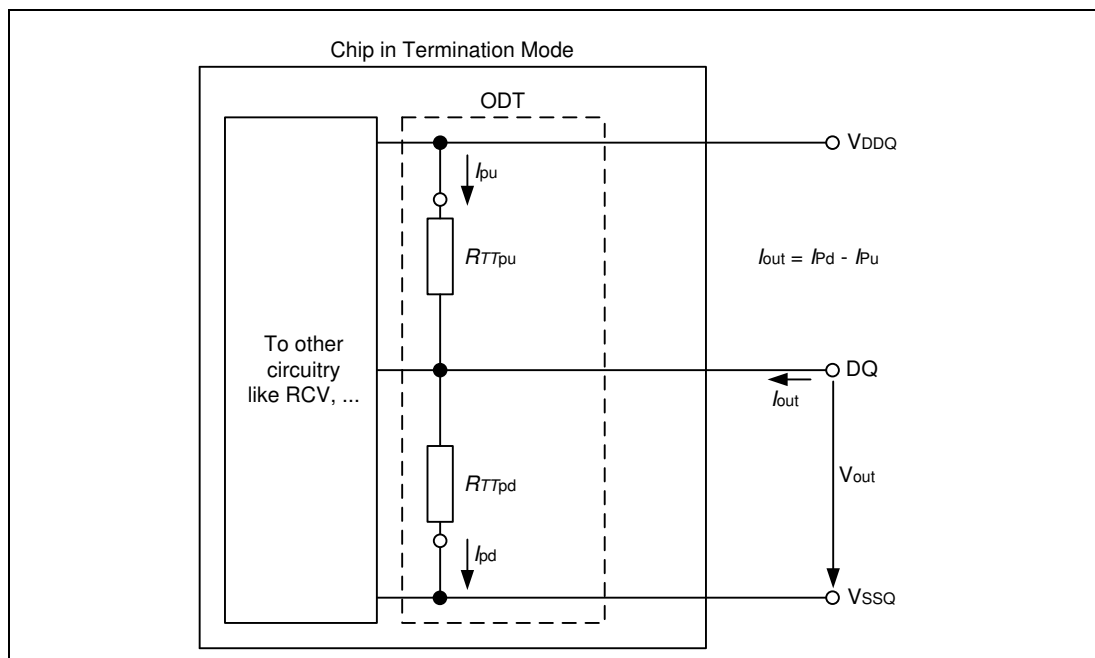 Chip in Termination Mode
ODT
VDDQ
Ipu
RTTpu
Iout = IPd - IPu
To other
circuitry
like RCV, ...
DQ
Iout
RTTpd
Vout
Ipd
VSSQ